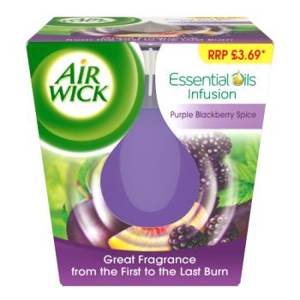 RRP £3.69*
AIR
WICK
Essential Oils
Infusion
Purple Blackberry Spice
Great Fragrance
from the First to the Last Burn